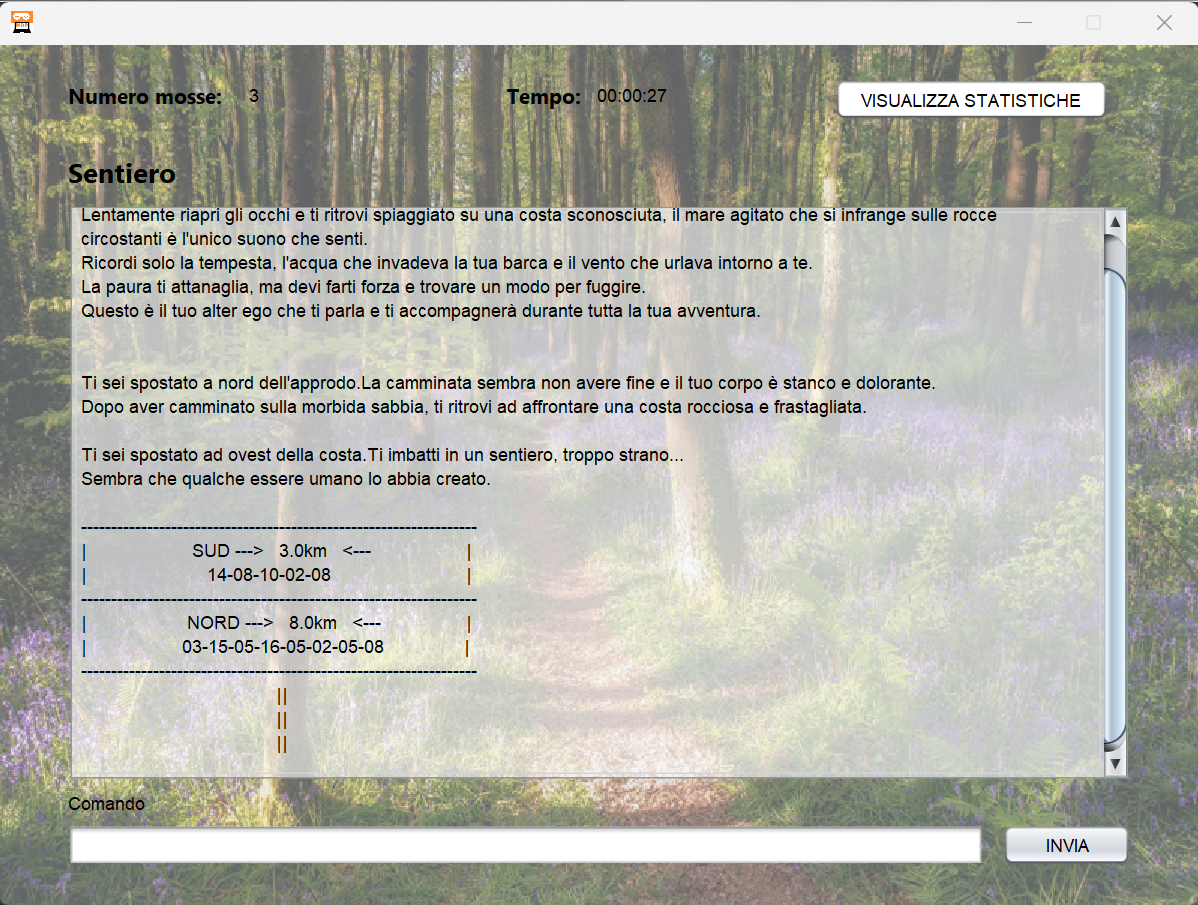 Numero mosse: 3
Tempo: 00:00:27
VISUALIZZA STATISTICHE
Sentiero
Lentamente riapri gli occhi e ti ritrovi spiaggiato su una costa sconosciuta, il mare agitato che si infrange sulle rocce
circostanti è l'unico suono che senti.
Ricordi solo la tempesta, l'acqua che invadeva la tua barca e il vento che urlava intorno a te.
La paura ti attanaglia, ma devi farti forza e trovare un modo per fuggire.
Questo è il tuo alter ego che ti parla e ti accompagnerà durante tutta la tua avventura.
Ti sei spostato a nord dell'approdo.La camminata sembra non avere fine e il tuo corpo è stanco e dolorante.
Dopo aver camminato sulla morbida sabbia, ti ritrovi ad affrontare una costa rocciosa e frastagliata.
Ti sei spostato ad ovest della costa.Ti imbatti in un sentiero, troppo strano...
Sembra che qualche essere umano lo abbia creato.
------------------------------------------------------------------
| SUD ---> 3.0km <--- |
| 14-08-10-02-08 |
------------------------------------------------------------------
| NORD ---> 8.0km <--- |
| 03-15-05-16-05-02-05-08 |
------------------------------------------------------------------
||
||
||
Comando
INVIA